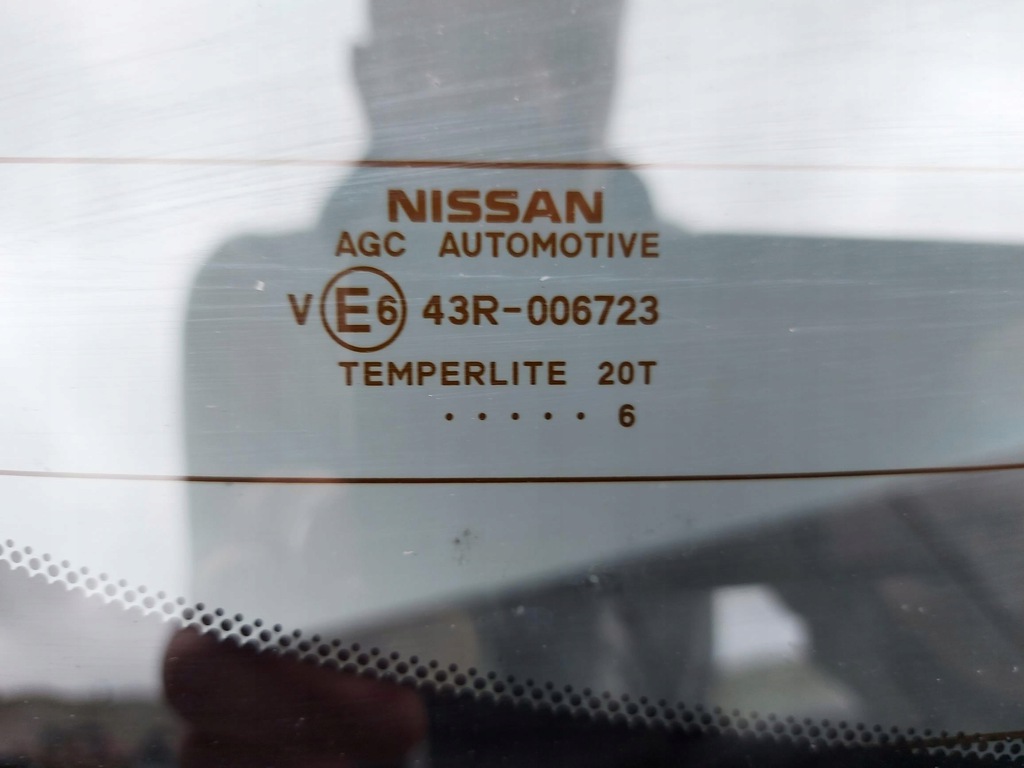 NISSAN
AGC AUTOMOTIVE
V E6 43R-006723
TEMPERLITE 20T
. . . . . 6